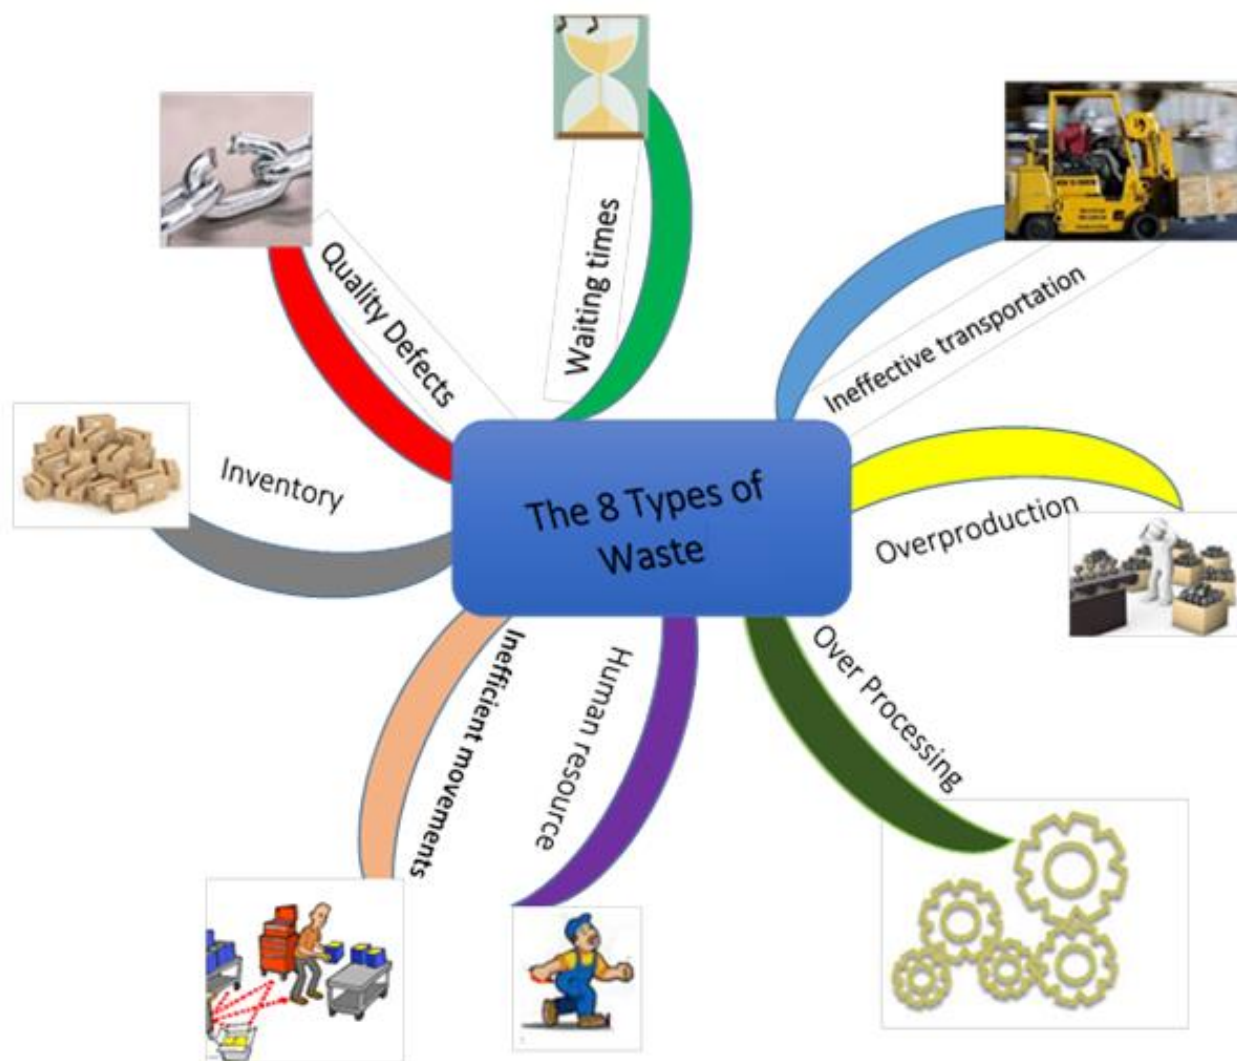 Waiting times
Quality Defects
Ineffective transportation
Inventory
The 8 Types of
Waste
Overproduction
Over Processing
Human resource
Inefficient movements